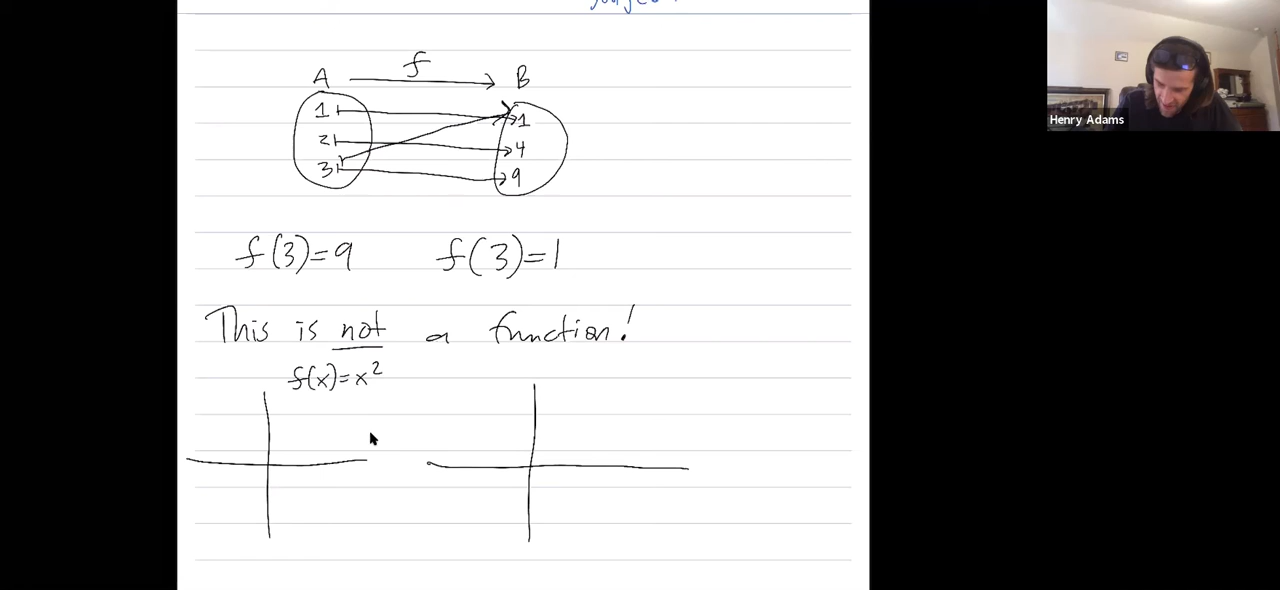 A f B
1 1
2 4
3 9
f(3)=9 f(3)=1
This is not a function!
f(x)=x²
Henry Adams